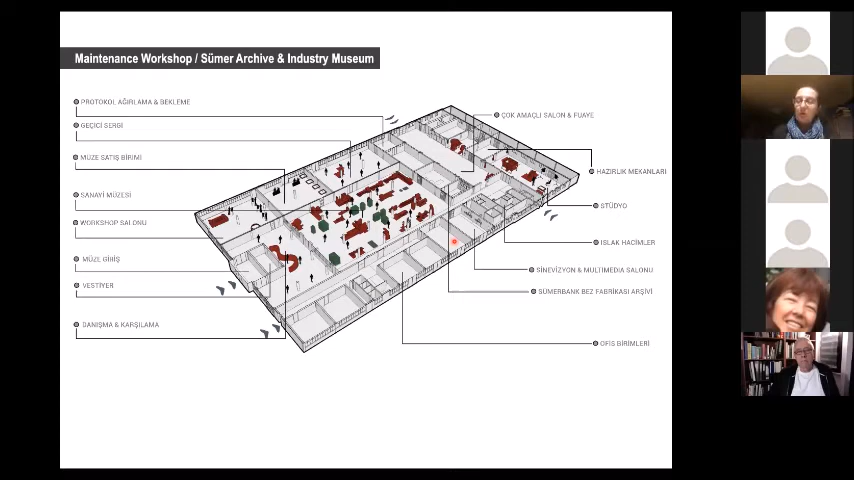 Maintenance Workshop / Sümer Archive & Industry Museum
PROTOKOL AĞIRLAMA & BEKLEME
GEÇİCİ SERGİ
MÜZE SATIŞ BİRİMİ
SANAYİ MÜZESİ
WORKSHOP SALONU
MÜZE GİRİŞ
VESTİYER
DANIŞMA & KARŞILAMA
ÇOK AMAÇLI SALON & FUAYE
HAZIRLIK MEKANLARI
STÜDYO
ISLAK HACİMLER
SİNEVİZYON & MULTIMEDIA SALONU
SÜMERBANK BEZ FABRİKASI ARŞİVİ
OFİS BİRİMLERİ